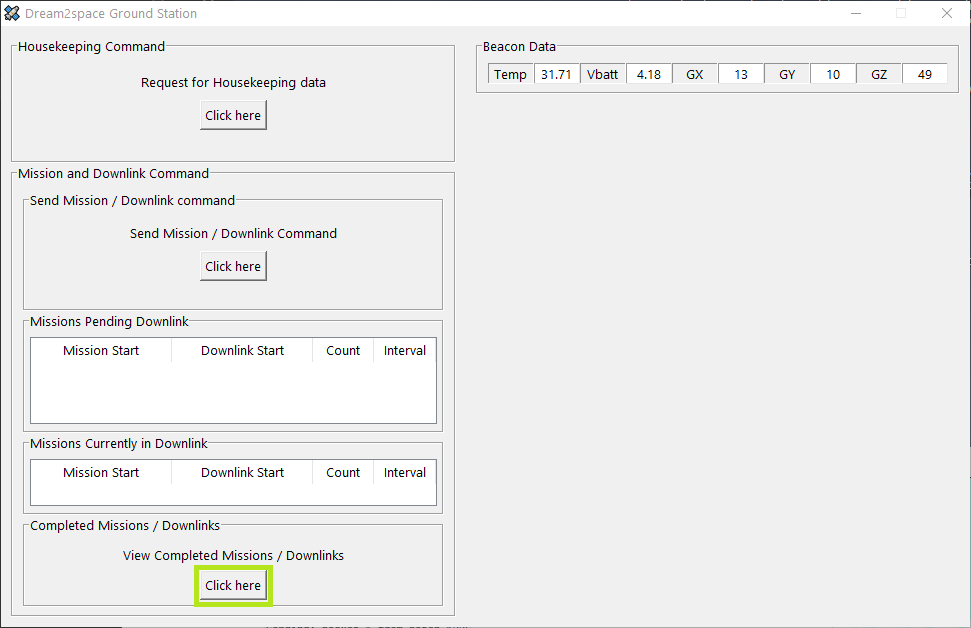 Dream2space Ground Station
Housekeeping Command
Request for Housekeeping data
Click here
Mission and Downlink Command
Send Mission / Downlink command
Send Mission / Downlink Command
Click here
Missions Pending Downlink
Mission Start Downlink Start Count Interval
Missions Currently in Downlink
Mission Start Downlink Start Count Interval
Completed Missions / Downlinks
View Completed Missions / Downlinks
Click here
Beacon Data
Temp 31.71 Vbatt 4.18 GX 13 GY 10 GZ 49